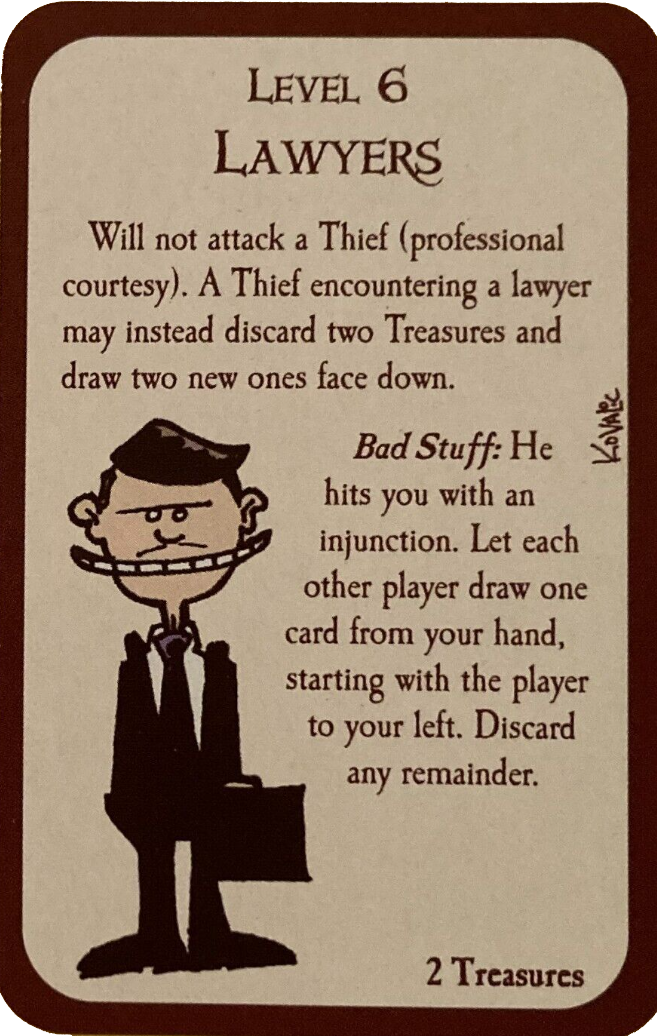 LEVEL 6
LAWYERS
Will not attack a Thief (professional
courtesy). A Thief encountering a lawyer
may instead discard two Treasures and
draw two new ones face down.
Bad Stuff: He
hits you with an
injunction. Let each
other player draw one
card from your hand,
starting with the player
to your left. Discard
any remainder.
KOVALIC
2 Treasures